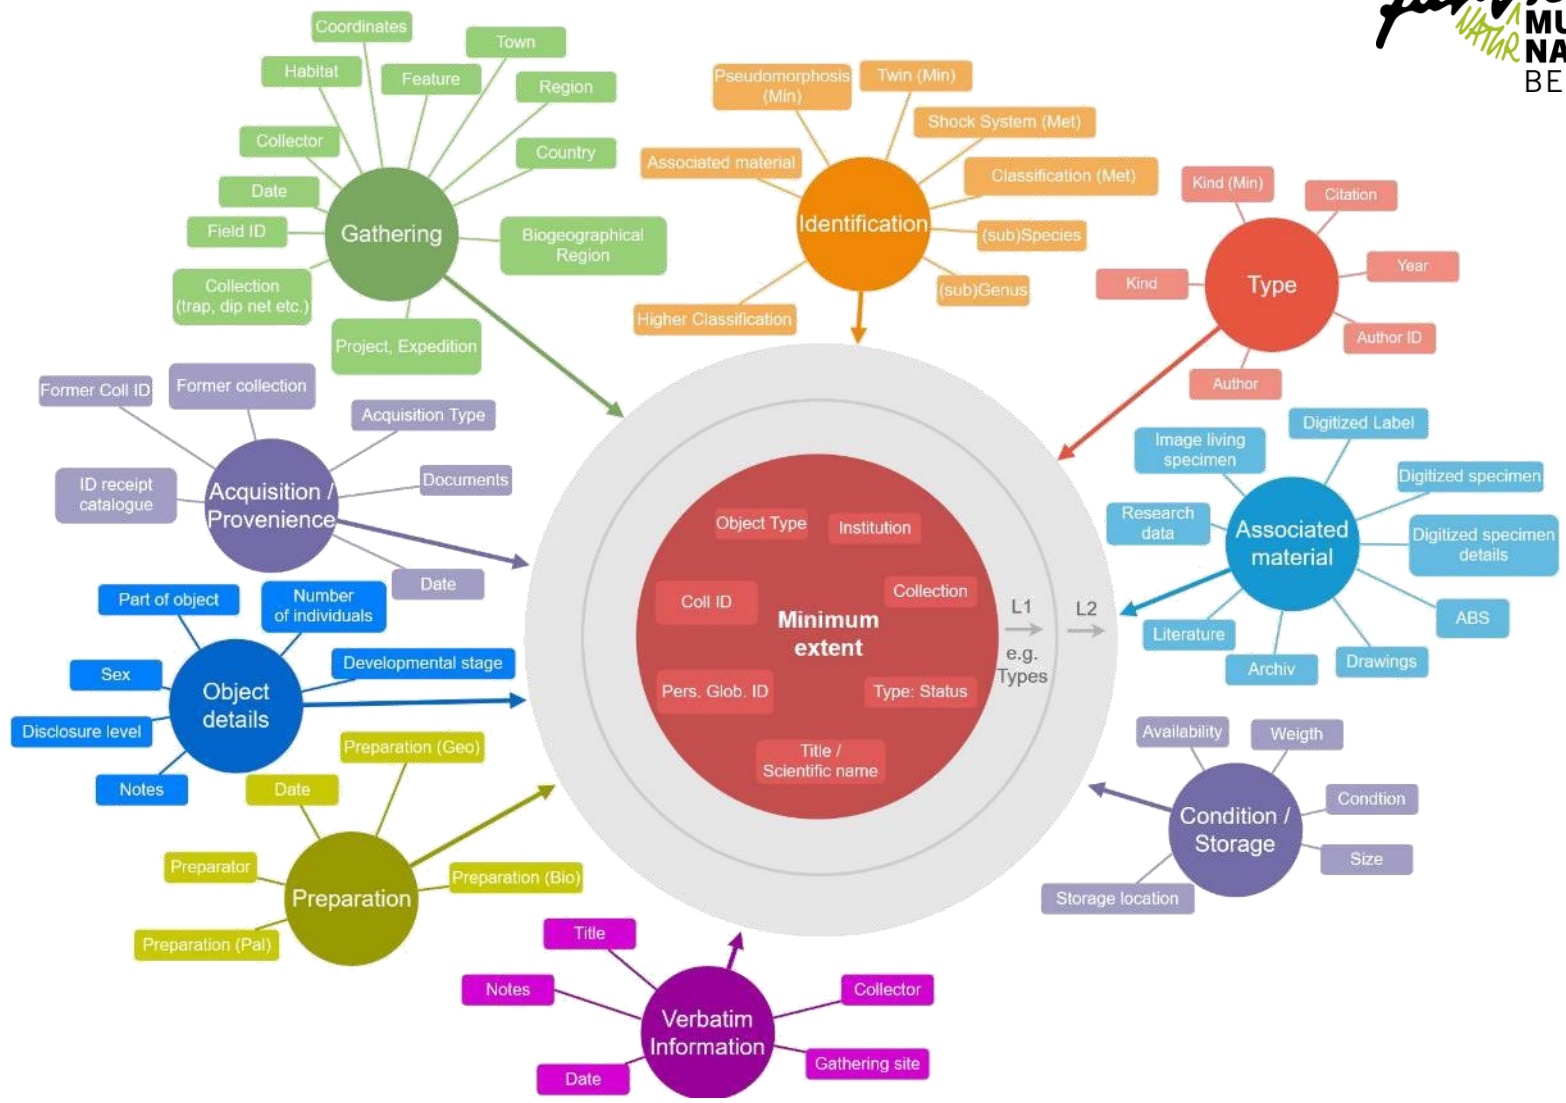 Coordinates
Town
Habitat
Feature
Region
Collector
Country
Date
Field ID
Gathering
Biogeographical
Region
Collection
(trap, dip net etc.)
Project, Expedition
Pseudomorphosis
(Min)
Twin (Min)
Shock System (Met)
Associated material
Classification (Met)
Identification
(sub)Species
(sub)Genus
Higher Classification
NATUR
BE
Kind (Min)
Citation
Year
Kind
Type
Author ID
Author
Former Coll ID
Former collection
Acquisition Type
ID receipt
catalogue
Acquisition /
Provenience
Documents
Date
Image living
specimen
Digitized Label
Digitized specimen
Research
data
Associated
material
Digitized specimen
details
ABS
Literature
Archiv
Drawings
Part of object
Number
of individuals
Sex
Developmental stage
Object
details
Disclosure level
Notes
Object Type
Institution
Coll ID
Collection
Minimum
extent
Pers. Glob. ID
Type: Status
Title /
Scientific name
L1
e.g.
Types
L2
Availability
Weigth
Condtion
Condition /
Storage
Size
Storage location
Preparation (Geo)
Date
Preparator
Preparation (Bio)
Preparation
Preparation (Pal)
Title
Notes
Collector
Verbatim
Information
Gathering site
Date